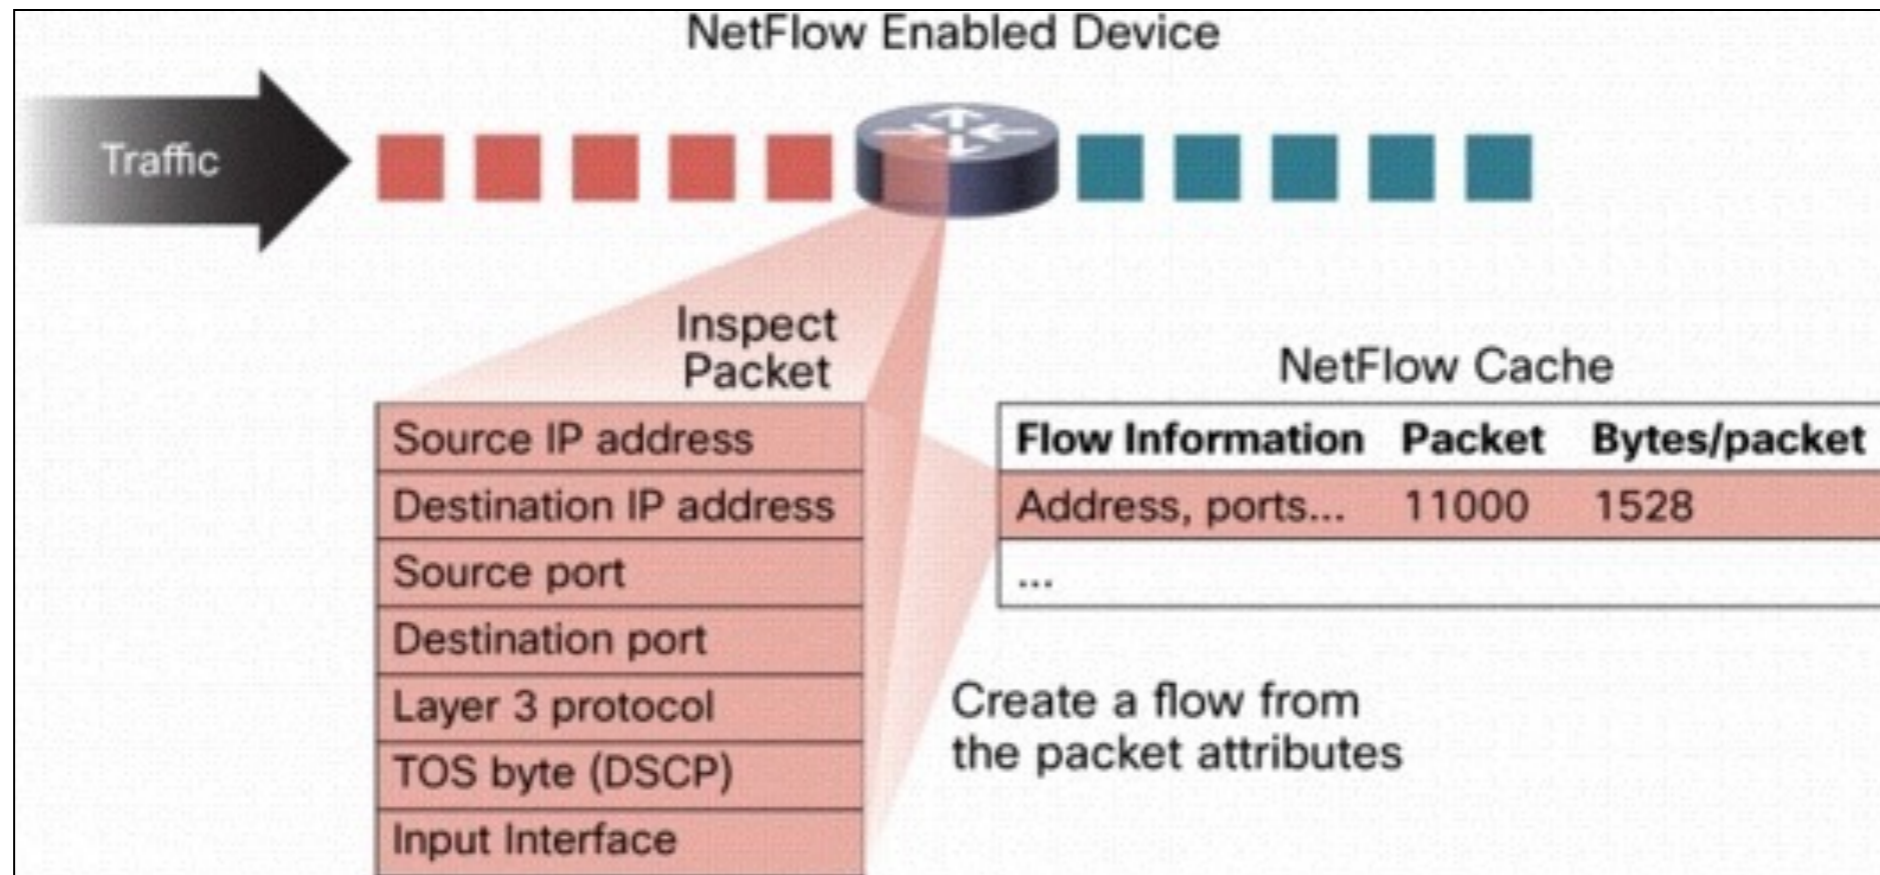 NetFlow Enabled Device
Traffic
Inspect
Packet
Source IP address
Destination IP address
Source port
Destination port
Layer 3 protocol
TOS byte (DSCP)
Input Interface
NetFlow Cache
Flow Information Packet Bytes/packet
Address, ports... 11000 1528
...
Create a flow from
the packet attributes